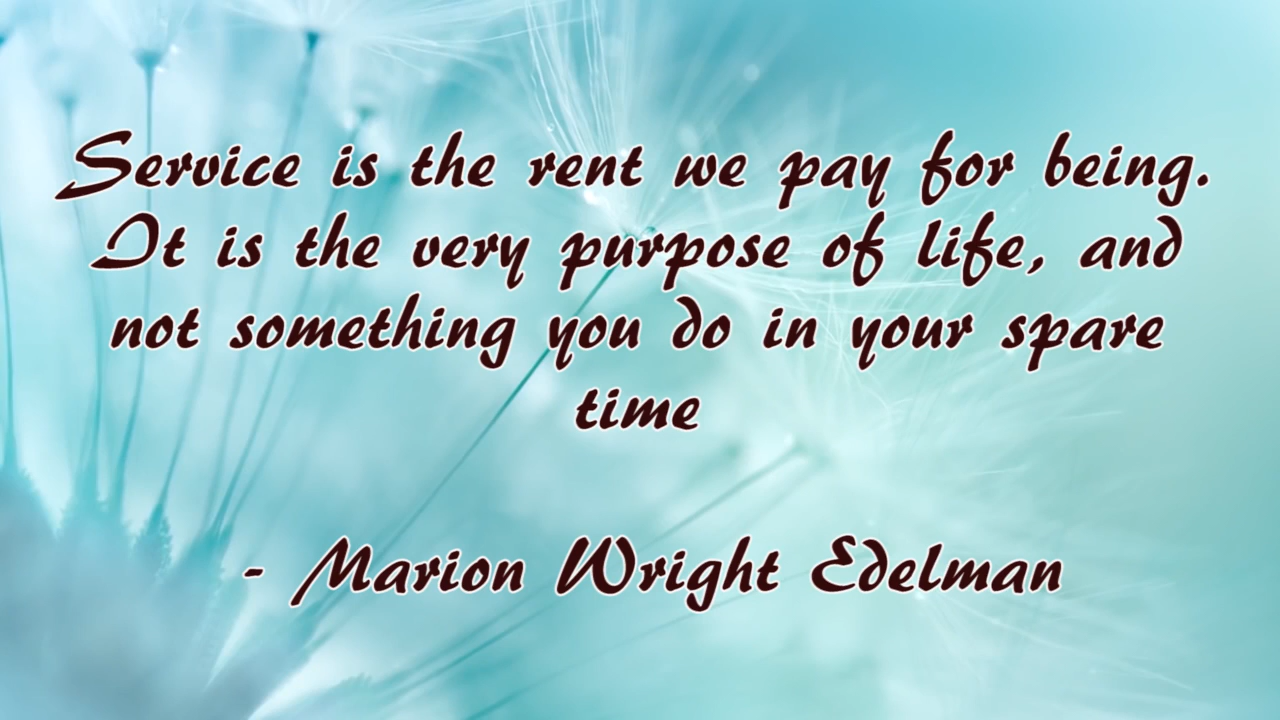 Service is the rent we pay for being.
It is the very purpose of life, and
not something you do in your spare
time
- Marion Wright Edelman